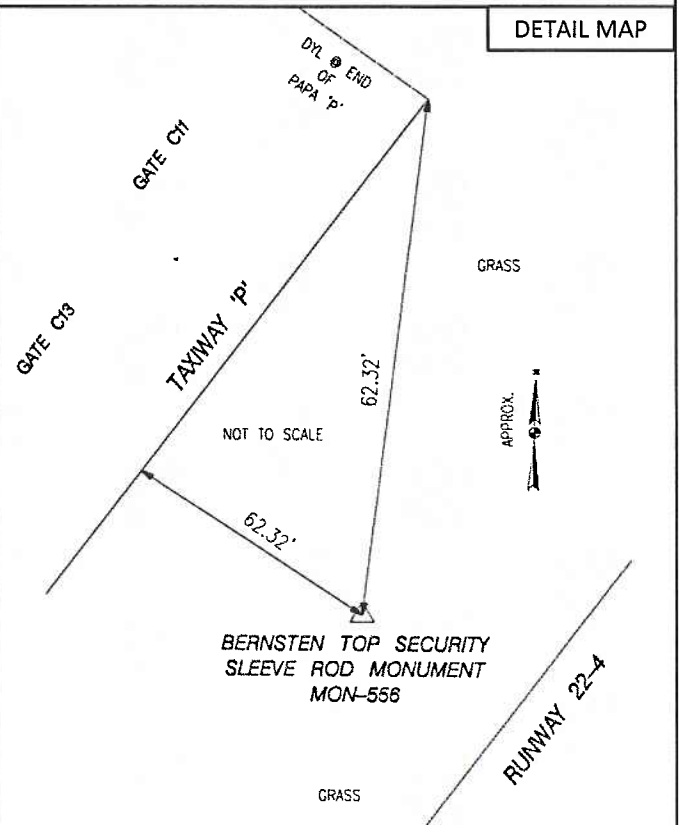 DETAIL MAP
DYL @ END
OF
PAPA 'P'
GATE C11
GRASS
GATE C13
TAXIWAY 'P'
62.32'
APPROX.
NOT TO SCALE
62.32'
BERNSTEN TOP SECURITY
SLEEVE ROD MONUMENT
MON-556
RUNWAY 22-4
GRASS